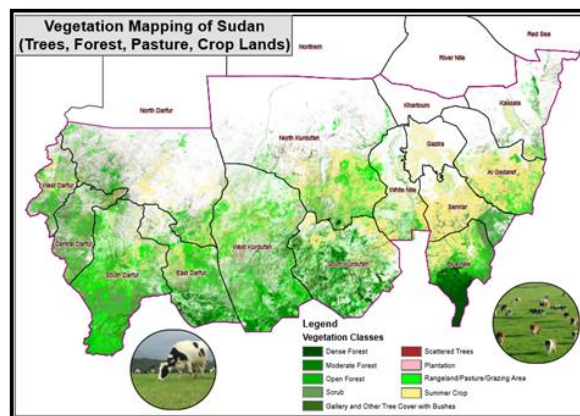 Vegetation Mapping of Sudan
(Trees, Forest, Pasture, Crop Lands)
Northern
Red Sea
River Nile
North Darfur
Khartoum
Kassala
North Kurdufan
Gazira
West Darfur
White Nile
Al Gedaref
Sennar
Central Darfur
West Kurdufan
South Darfur
East Darfur
South Kurdufan
Blue Nile
Legend
Vegetation Classes
Dense Forest
Moderate Forest
Open Forest
Scrub
Gallery and Other Tree Cover with Bushes
Scattered Trees
Plantation
Rangeland/Pasture/Grazing Area
Summer Crop